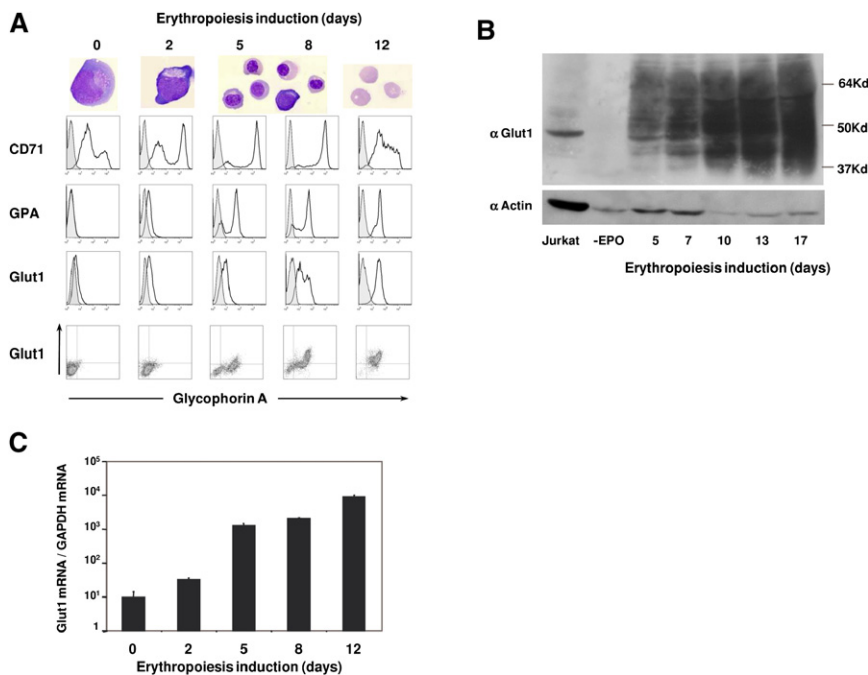 A
Erythropoiesis induction (days)
0 2 5 8 12
CD71
GPA
Glut1
Glut1
Glycophorin A
B
64Kd
α Glut1
50Kd
37Kd
α Actin
Jurkat -EPO 5 7 10 13 17
Erythropoiesis induction (days)
C
Glut1 mRNA / GAPDH mRNA
10⁵
10⁴
10³
10²
10¹
1
0 2 5 8 12
Erythropoiesis induction (days)